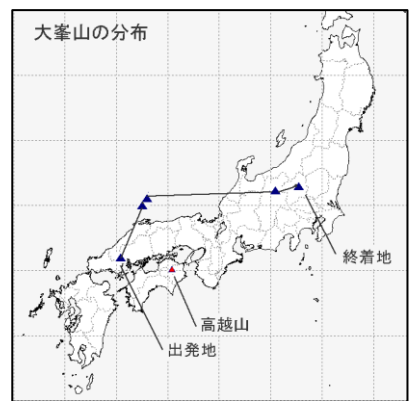 大峯山の分布
終着地
高越山
出発地